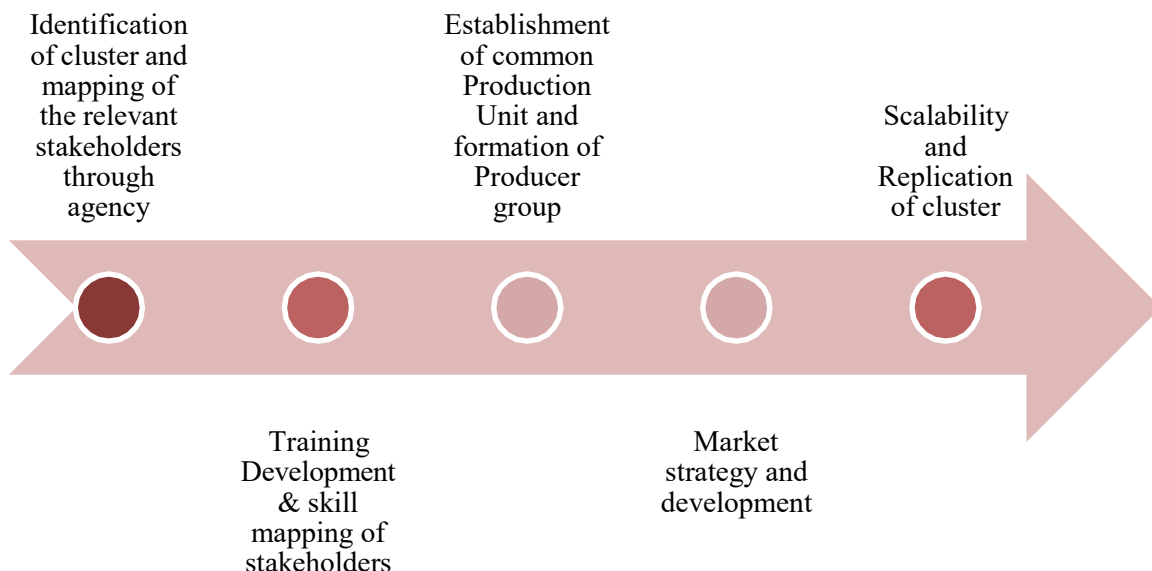 Identification
of cluster and
mapping of
the relevant
stakeholders
through
agency
Training
Development
& skill
mapping of
stakeholders
Establishment
of common
Production
Unit and
formation of
Producer
group
Market
strategy and
development
Scalability
and
Replication
of cluster